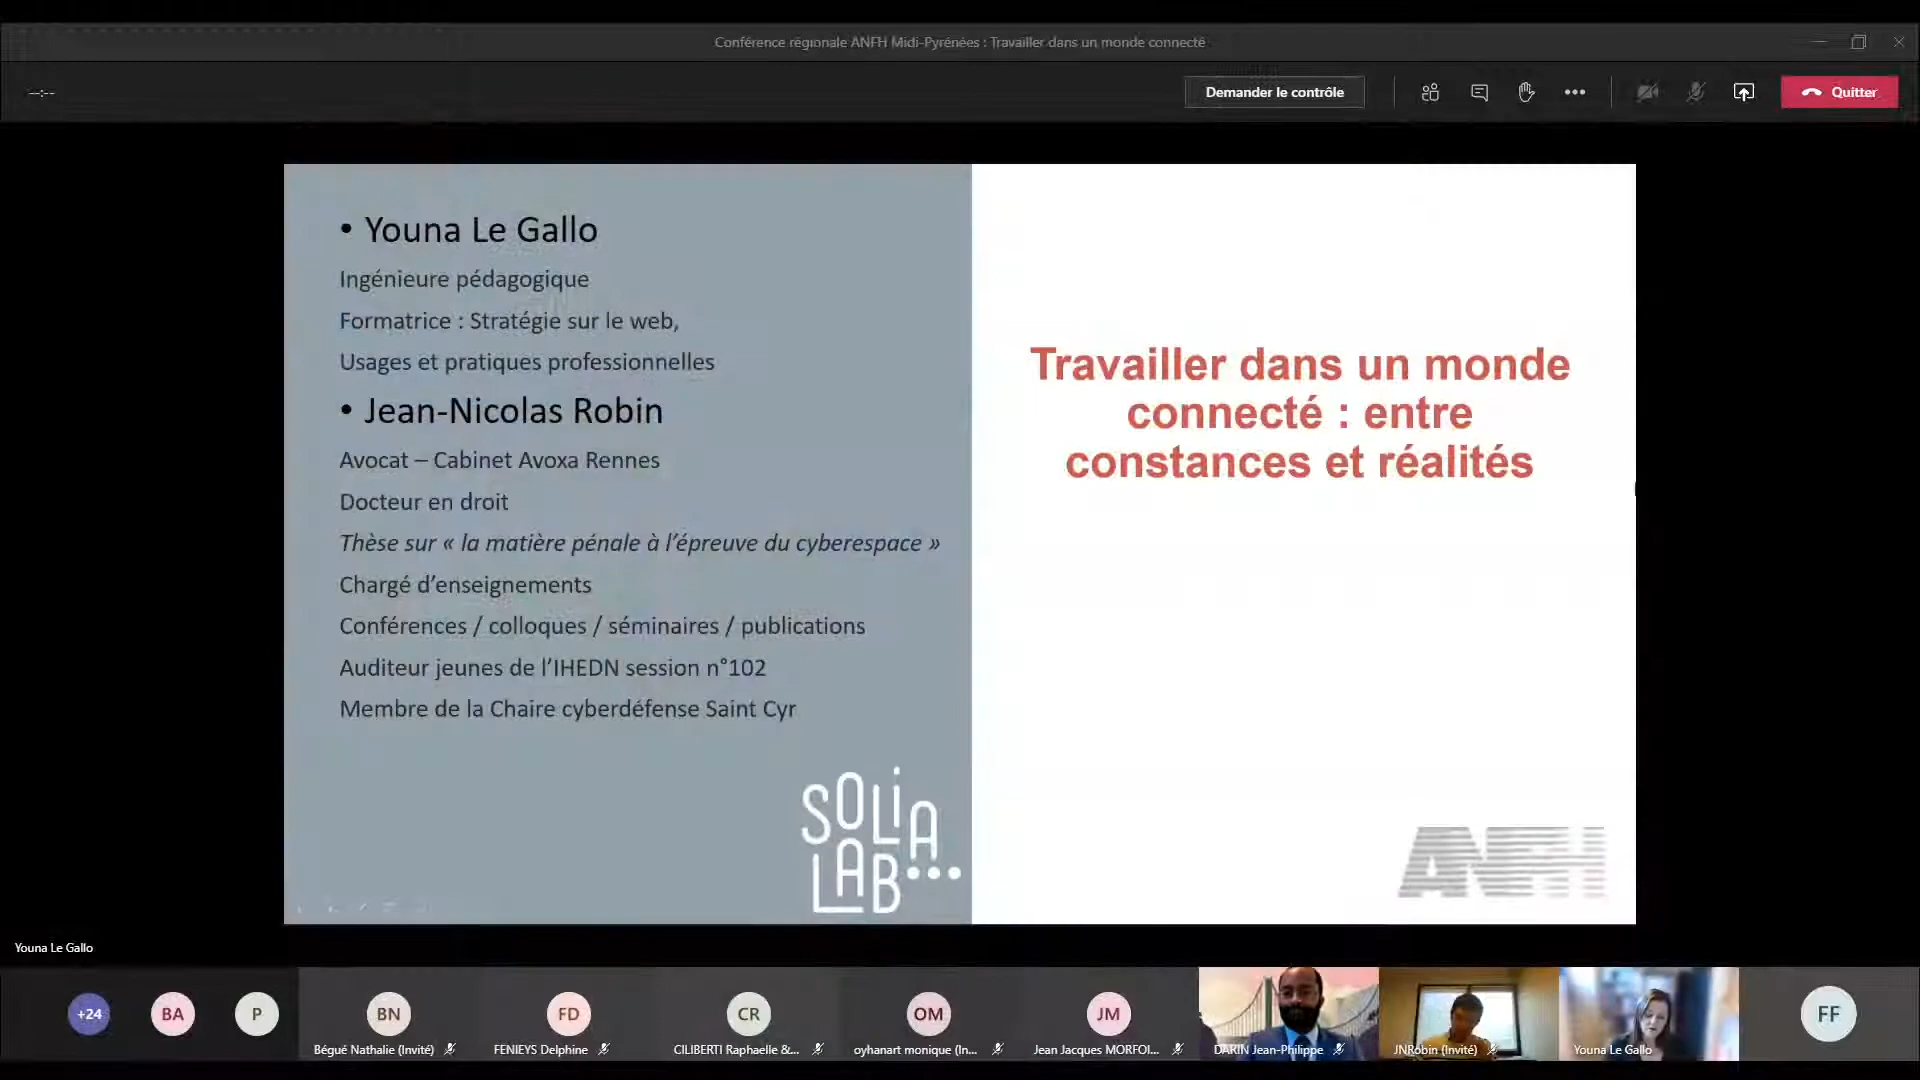 Conférence régionale ANFH Midi-Pyrénées : Travailler dans un monde connecté
--:--
Demander le contrôle
Quitter
• Youna Le Gallo
Ingénieure pédagogique
Formatrice : Stratégie sur le web,
Usages et pratiques professionnelles
• Jean-Nicolas Robin
Avocat – Cabinet Avoxa Rennes
Docteur en droit
Thèse sur « la matière pénale à l’épreuve du cyberespace »
Chargé d’enseignements
Conférences / colloques / séminaires / publications
Auditeur jeunes de l’IHEDN session n°102
Membre de la Chaire cyberdéfense Saint Cyr
SOLiA
LAB...
Travailler dans un monde
connecté : entre
constances et réalités
ANFH
Youna Le Gallo
+24
BA
P
BN
Bégué Nathalie (Invité)
FD
FENIEYS Delphine
CR
CILIBERTI Raphaelle &...
OM
oyhanart monique (In...
JM
Jean Jacques MORFOI...
DARIN Jean-Philippe
JNRobin (Invité)
Youna Le Gallo
FF